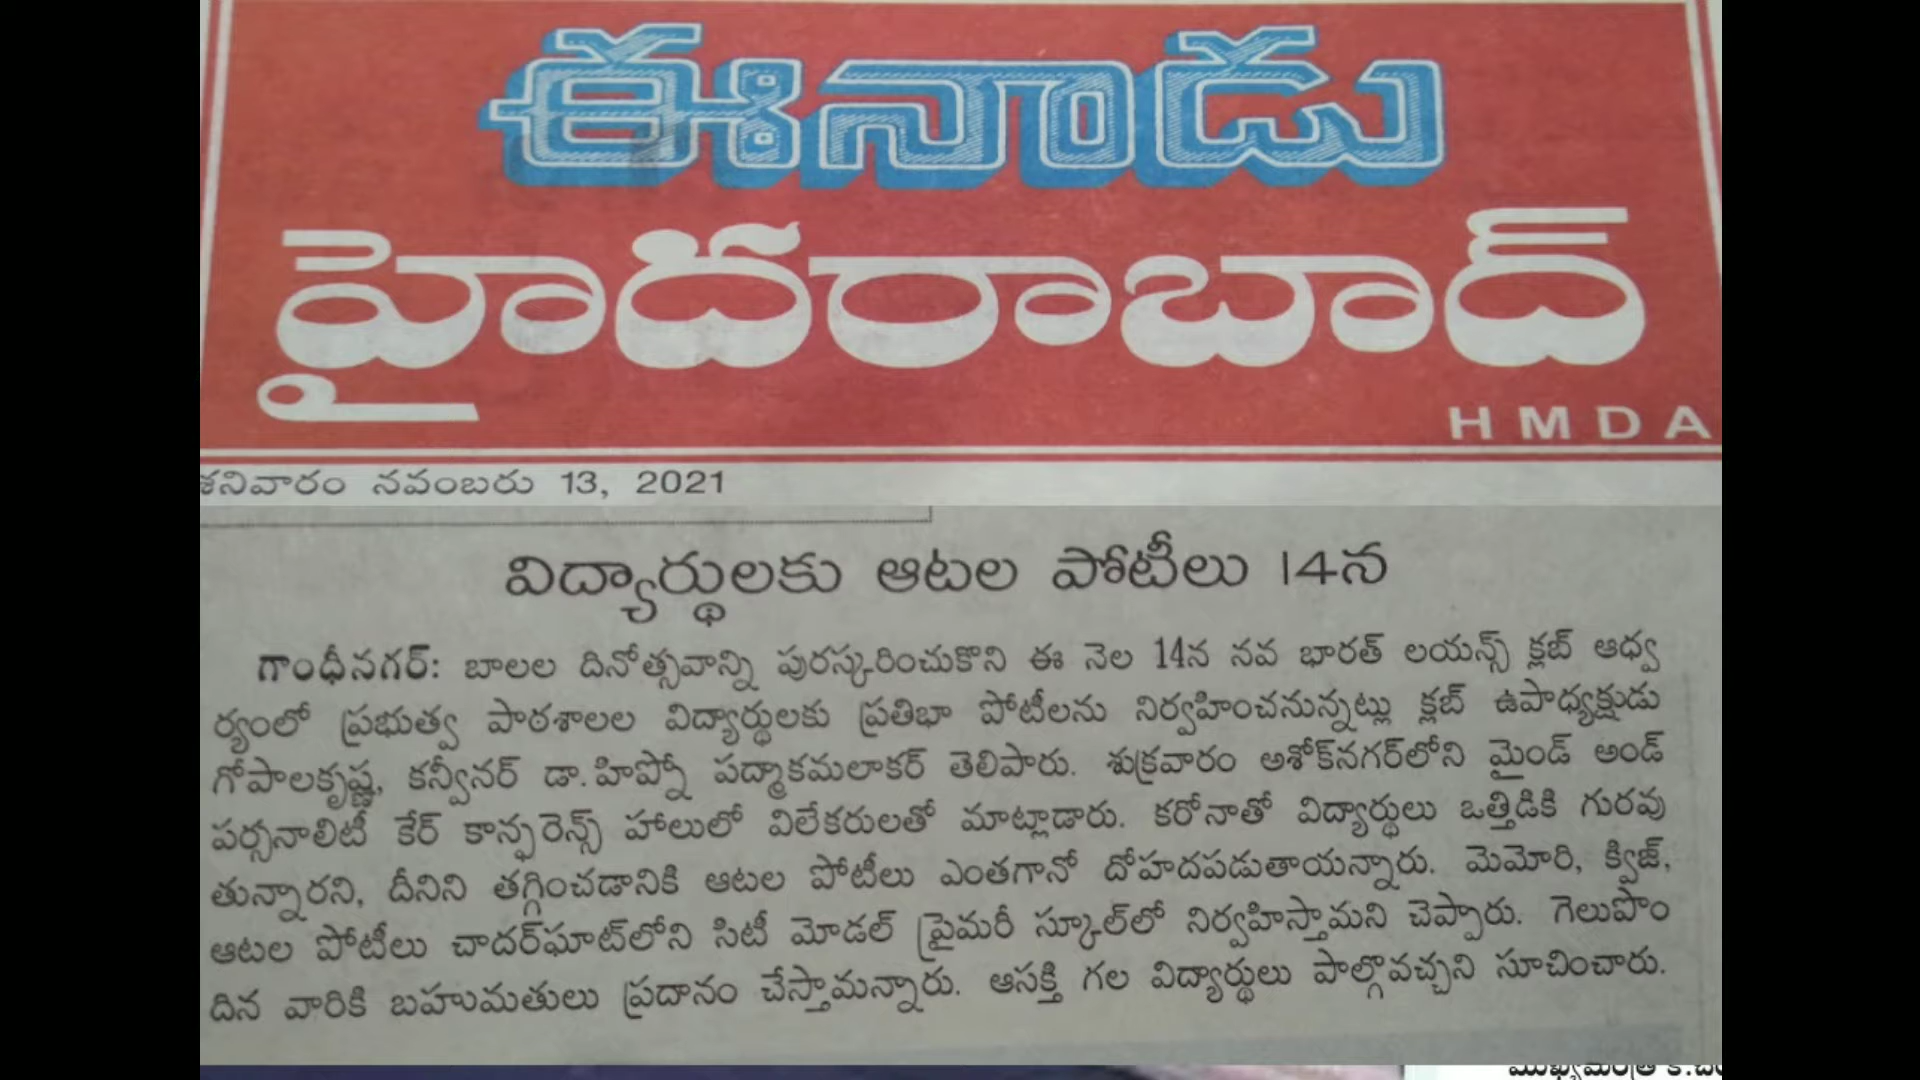 ఈనాడు
హైదరాబాద్
HMDA
శనివారం నవంబరు 13, 2021
విద్యార్థులకు ఆటల పోటీలు 14న
గాంధీనగర్: బాలల దినోత్సవాన్ని పురస్కరించుకొని ఈ నెల 14న నవ భారత్ లయన్స్ క్లబ్ ఆధ్వ
ర్యంలో ప్రభుత్వ పాఠశాలల విద్యార్థులకు ప్రతిభా పోటీలను నిర్వహించనున్నట్లు క్లబ్ ఉపాధ్యక్షుడు
గోపాలకృష్ణ, కన్వీనర్ డా.హిప్నో పద్మాకమలాకర్ తెలిపారు. శుక్రవారం అశోక్‌నగర్‌లోని మైండ్ అండ్
పర్సనాలిటీ కేర్ కాన్ఫరెన్స్ హాలులో విలేకరులతో మాట్లాడారు. కరోనాతో విద్యార్థులు ఒత్తిడికి గురవు
తున్నారని, దీనిని తగ్గించడానికి ఆటల పోటీలు ఎంతగానో దోహదపడుతాయన్నారు. మెమోరి, క్విజ్,
ఆటల పోటీలు చాదర్‌ఘాట్‌లోని సిటీ మోడల్ ప్రైమరీ స్కూల్‌లో నిర్వహిస్తామని చెప్పారు. గెలుపొం
దిన వారికి బహుమతులు ప్రదానం చేస్తామన్నారు. ఆసక్తి గల విద్యార్థులు పాల్గొవచ్చని సూచించారు.